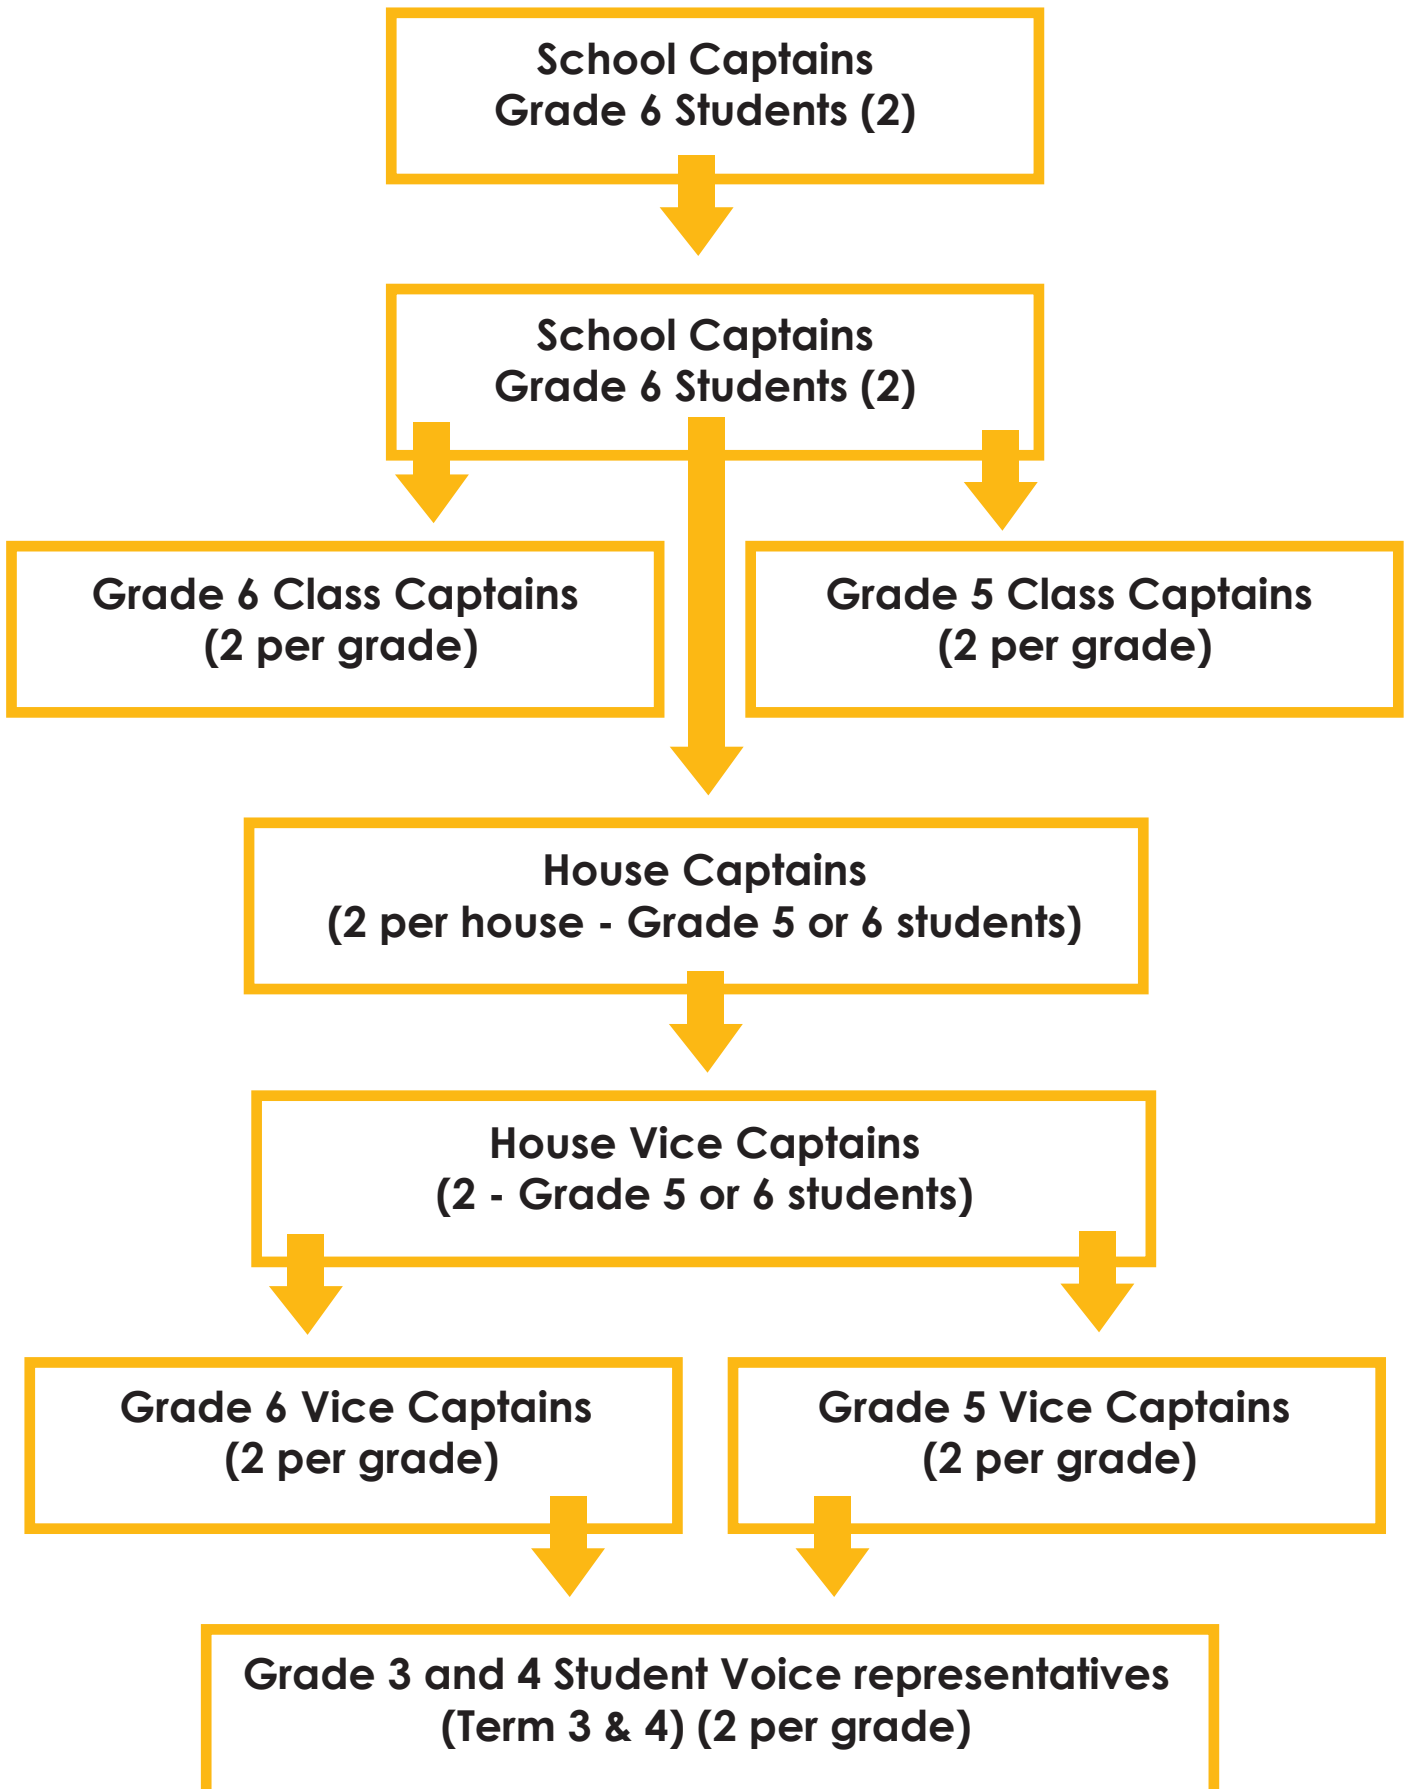 School Captains
Grade 6 Students (2)
School Captains
Grade 6 Students (2)
Grade 6 Class Captains
(2 per grade)
Grade 5 Class Captains
(2 per grade)
House Captains
(2 per house - Grade 5 or 6 students)
House Vice Captains
(2 - Grade 5 or 6 students)
Grade 6 Vice Captains
(2 per grade)
Grade 5 Vice Captains
(2 per grade)
Grade 3 and 4 Student Voice representatives
(Term 3 & 4) (2 per grade)